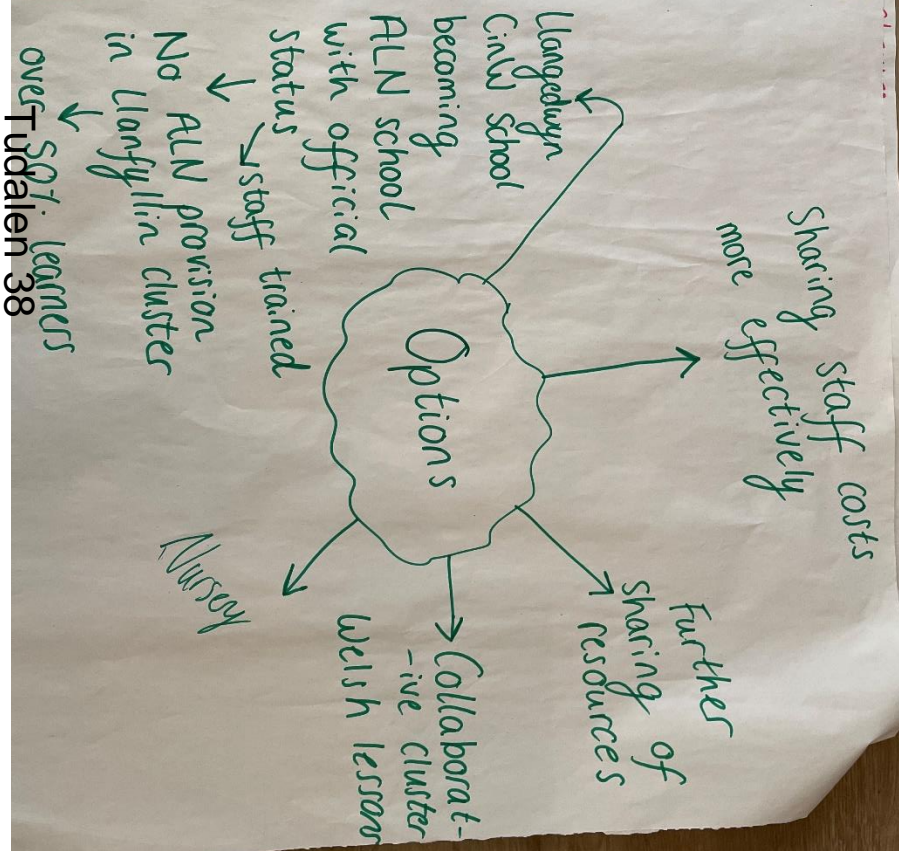 Options
Llangedwyn
CinW School
becoming
ALN school
with official
status
staff trained
No ALN provision
in Llanfyllin cluster
over 50% learners
Sharing staff costs
more effectively
Further
sharing of
resources
Collaborat-
-ive cluster
Welsh lessons
Nursery
Tudalen 38